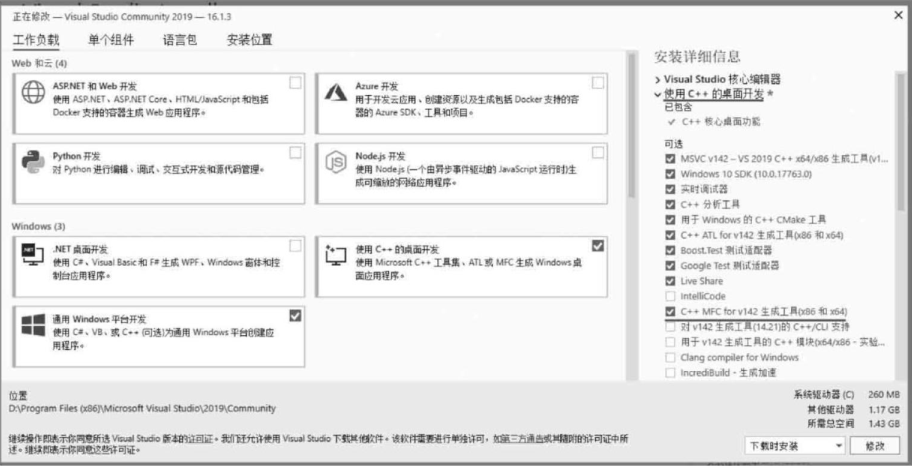 正在修改 — Visual Studio Community 2019 — 16.1.3
工作负载 单个组件 语言包 安装位置
Web 和云 (4)
ASP.NET 和 Web 开发
使用 ASP.NET、ASP.NET Core、HTML/JavaScript 和包括
Docker 支持的容器生成 Web 应用程序。
Azure 开发
用于开发云应用、创建资源以及生成包括 Docker 支持的容
器的 Azure SDK、工具和项目。
Python 开发
对 Python 进行编辑、调试、交互式开发和源代码管理。
Node.js 开发
使用 Node.js(一个由异步事件驱动的 JavaScript 运行时)生
成可缩放的网络应用程序。
Windows (3)
.NET 桌面开发
使用 C#、Visual Basic 和 F# 生成 WPF、Windows 窗体和控
制台应用程序。
使用 C++ 的桌面开发
使用 Microsoft C++ 工具集、ATL 或 MFC 生成 Windows 桌
面应用程序。
通用 Windows 平台开发
使用 C#、VB、或 C++ (可选)为通用 Windows 平台创建应
用程序。
安装详细信息
Visual Studio 核心编辑器
使用 C++ 的桌面开发 *
已包含
C++ 核心桌面功能
可选
MSVC v142 – VS 2019 C++ x64/x86 生成工具(v1...
Windows 10 SDK (10.0.17763.0)
实时调试器
C++ 分析工具
用于 Windows 的 C++ CMake 工具
C++ ATL for v142 生成工具(x86 和 x64)
Boost.Test 测试适配器
Google Test 测试适配器
Live Share
IntelliCode
C++ MFC for v142 生成工具(x86 和 x64)
对 v142 生成工具(14.21)的 C++/CLI 支持
用于 v142 生成工具的 C++ 模块(x64/x86 - 实验...
Clang compiler for Windows
IncrediBuild - 生成加速
位置
D:\Program Files (x86)\Microsoft Visual Studio\2019\Community
系统驱动器 (C) 260 MB
其他驱动器 1.17 GB
所需总空间 1.43 GB
继续操作即表示你同意所选 Visual Studio 版本的许可证。我们还允许使用 Visual Studio 下载其他软件。该软件需要进行单独许可，如第三方通告或其随附的许可证中所
述。继续即表示你同意这些许可证。
下载时安装 修改